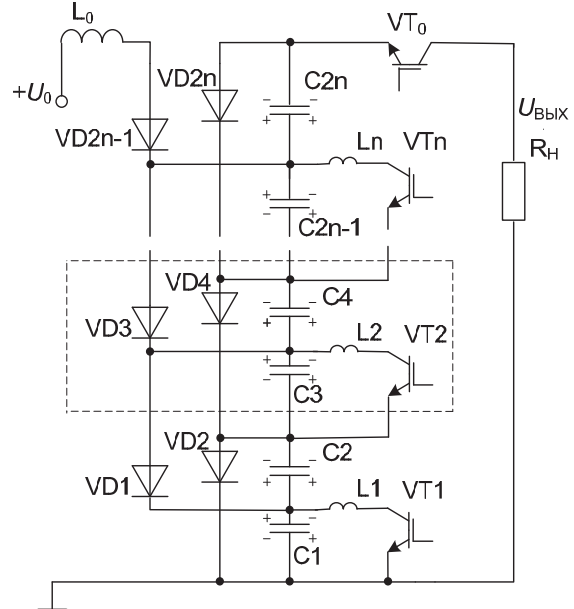 L₀
VT₀
+U₀
VD2n
C2n
UВЫХ
VD2n-1
Ln
VTn
RН
C2n-1
VD4
C4
VD3
L2
VT2
C3
VD2
C2
VD1
L1
VT1
C1